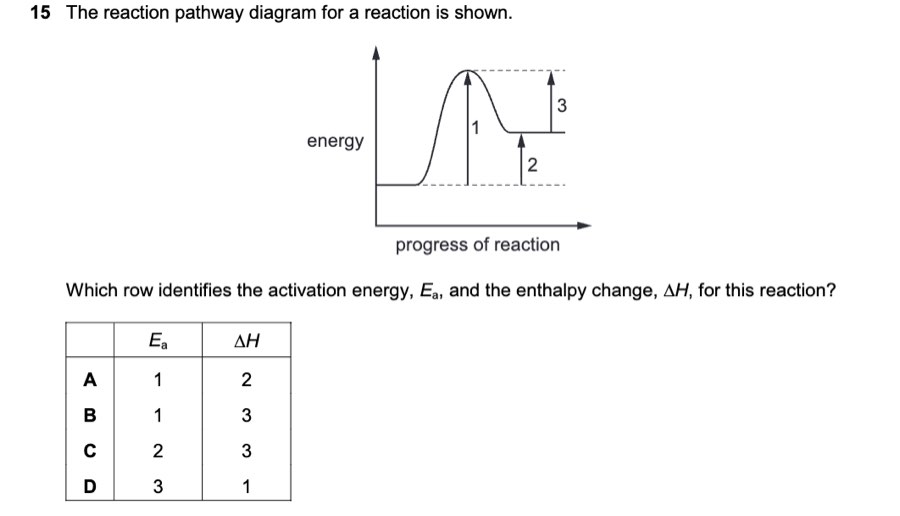 15 The reaction pathway diagram for a reaction is shown.
energy
1
2
3
progress of reaction
Which row identifies the activation energy, Eₐ, and the enthalpy change, ΔH, for this reaction?
Eₐ ΔH
A 1 2
B 1 3
C 2 3
D 3 1